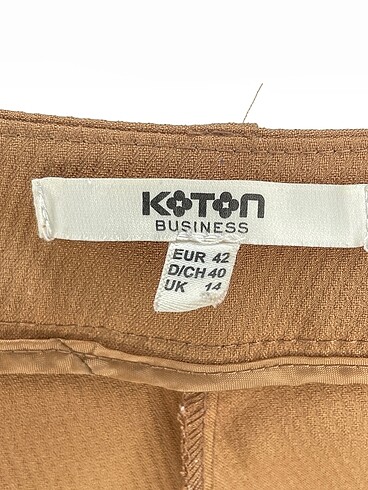 KOTON
BUSINESS
EUR 42
D/CH 40
UK 14